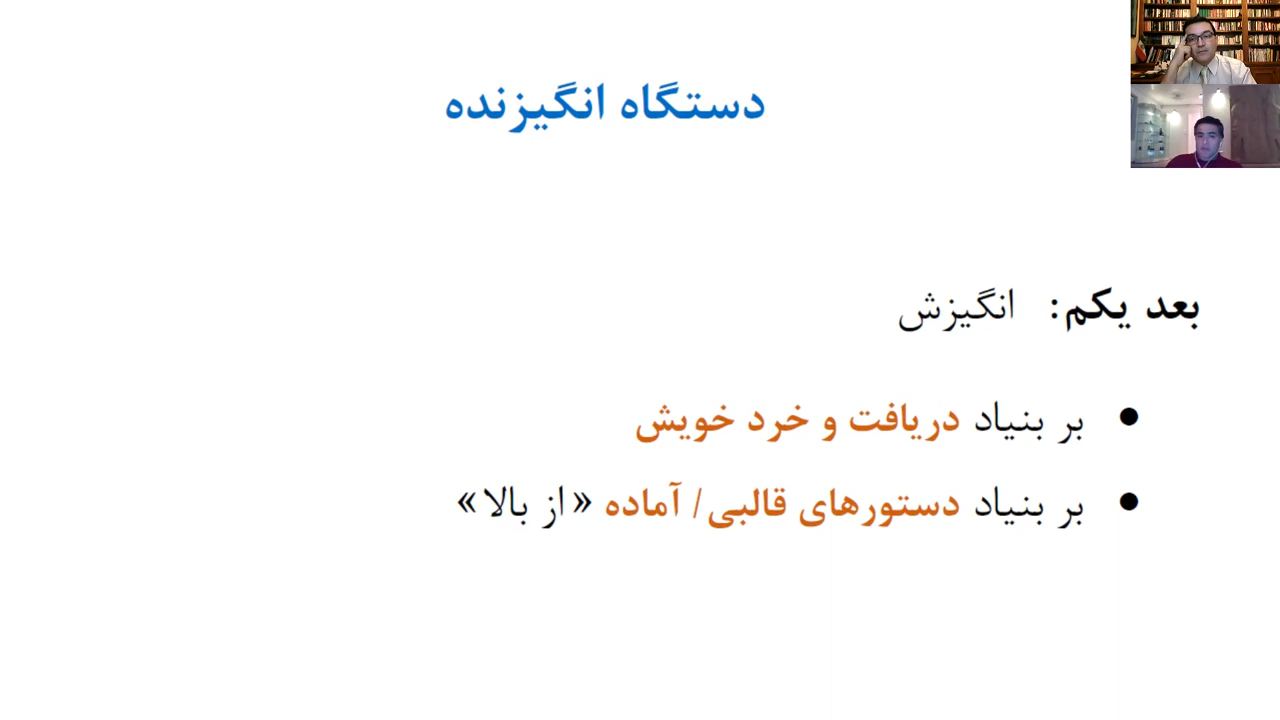 دستگاه انگیزنده
بعد یکم: انگیزش
● بر بنیاد دریافت و خرد خویش
● بر بنیاد دستورهای قالبی/ آماده «از بالا»